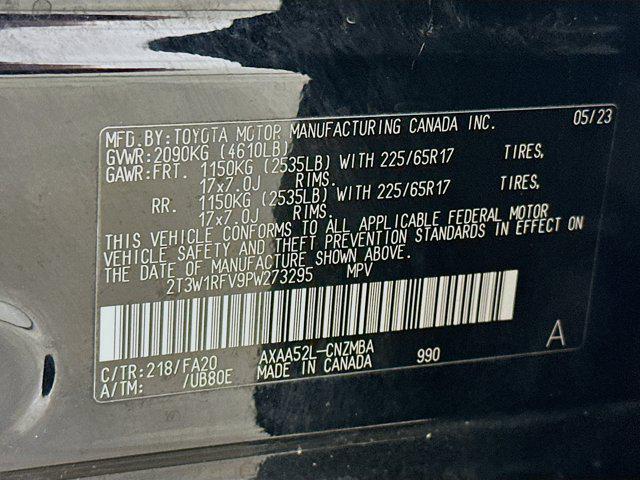 05/23
MFD.BY:TOYOTA MOTOR MANUFACTURING CANADA INC.
GVWR:2090KG (4610LB)
GAWR:FRT. 1150KG (2535LB) WITH 225/65R17 TIRES,
17x7.0J RIMS.
RR. 1150KG (2535LB) WITH 225/65R17 TIRES,
17x7.0J RIMS.
THIS VEHICLE CONFORMS TO ALL APPLICABLE FEDERAL MOTOR
VEHICLE SAFETY AND THEFT PREVENTION STANDARDS IN EFFECT ON
THE DATE OF MANUFACTURE SHOWN ABOVE.
2T3W1RFV9PW273295 MPV
C/TR:218/FA20 AXAA52L-CNZMBA 990 A
A/TM: /UB80E MADE IN CANADA